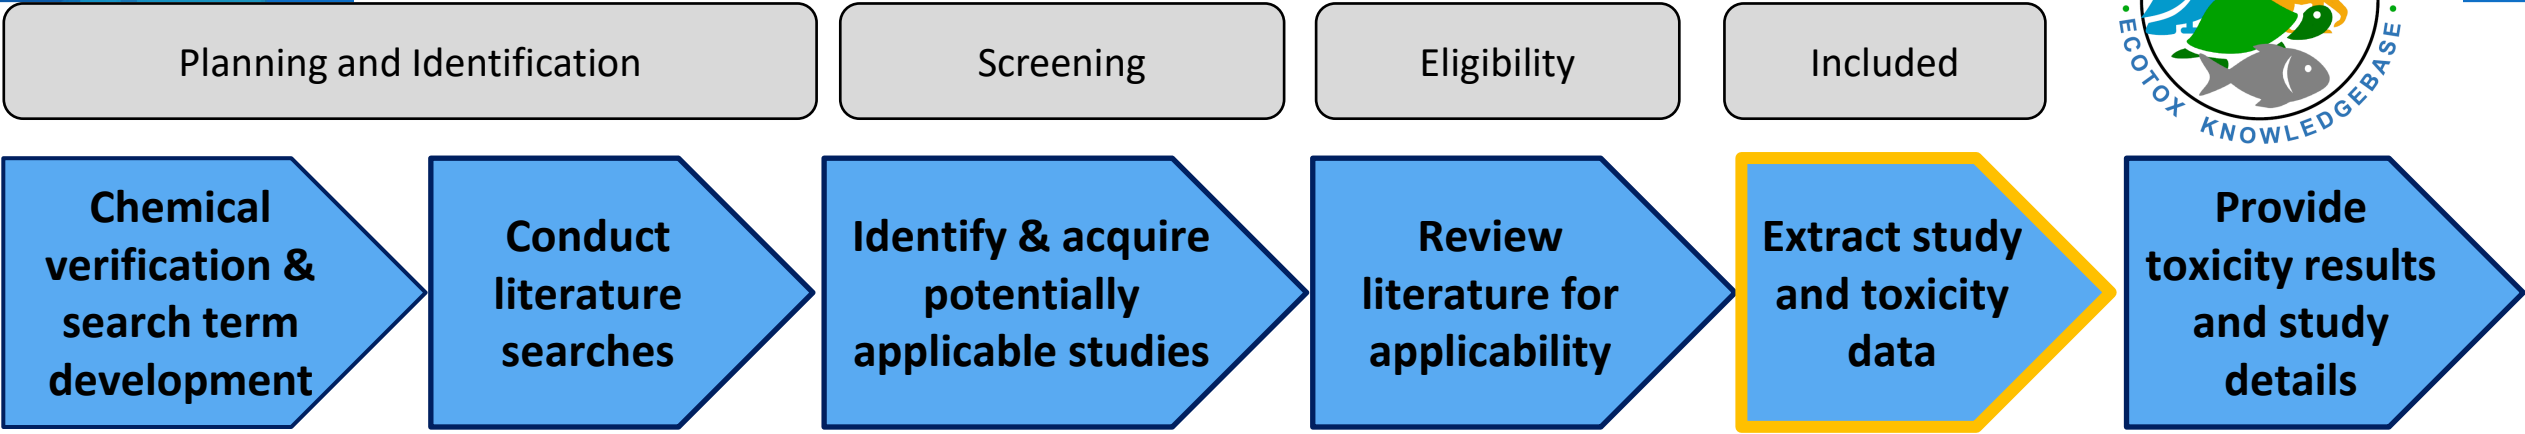 Planning and Identification
Screening
Eligibility
Included
ECOTOX KNOWLEDGEBASE
Chemical
verification &
search term
development
Conduct
literature
searches
Identify & acquire
potentially
applicable studies
Review
literature for
applicability
Extract study
and toxicity
data
Provide
toxicity results
and study
details